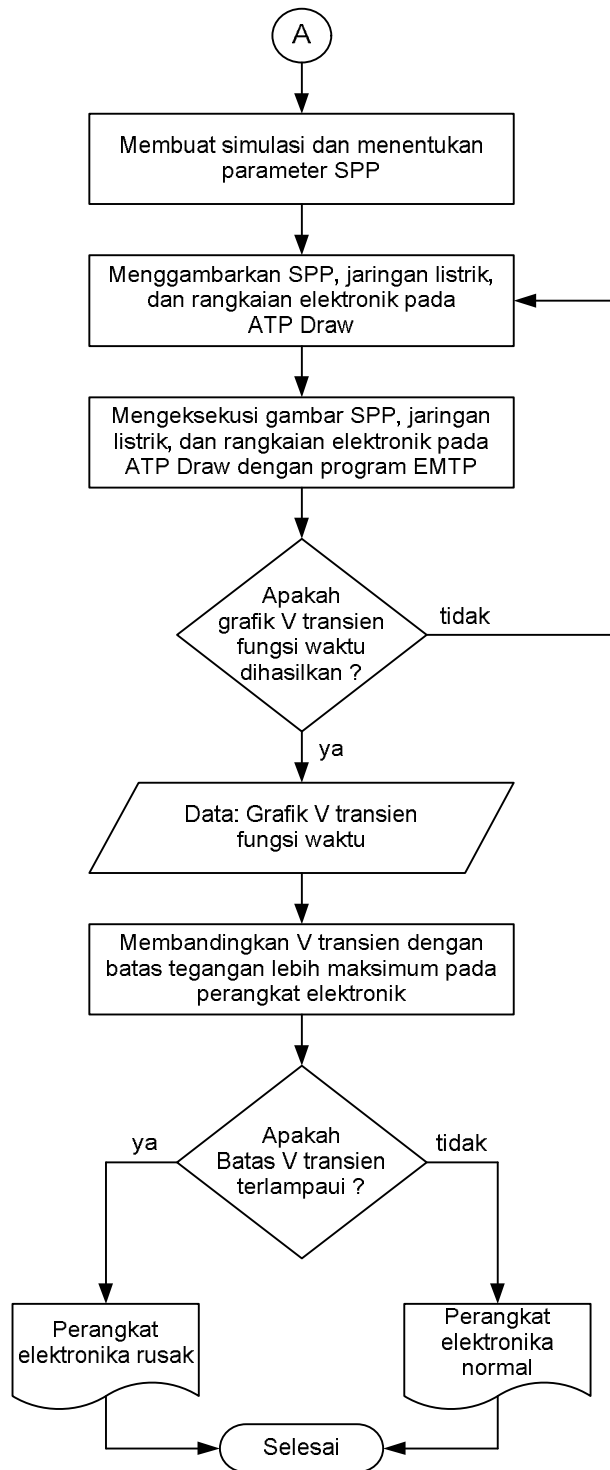 A
Membuat simulasi dan menentukan
parameter SPP
Menggambarkan SPP, jaringan listrik,
dan rangkaian elektronik pada
ATP Draw
Mengeksekusi gambar SPP, jaringan
listrik, dan rangkaian elektronik pada
ATP Draw dengan program EMTP
Apakah
grafik V transien
fungsi waktu
dihasilkan ?
tidak
ya
Data: Grafik V transien
fungsi waktu
Membandingkan V transien dengan
batas tegangan lebih maksimum pada
perangkat elektronik
ya
Apakah
Batas V transien
terlampaui ?
tidak
Perangkat
elektronika rusak
Perangkat
elektronika
normal
Selesai